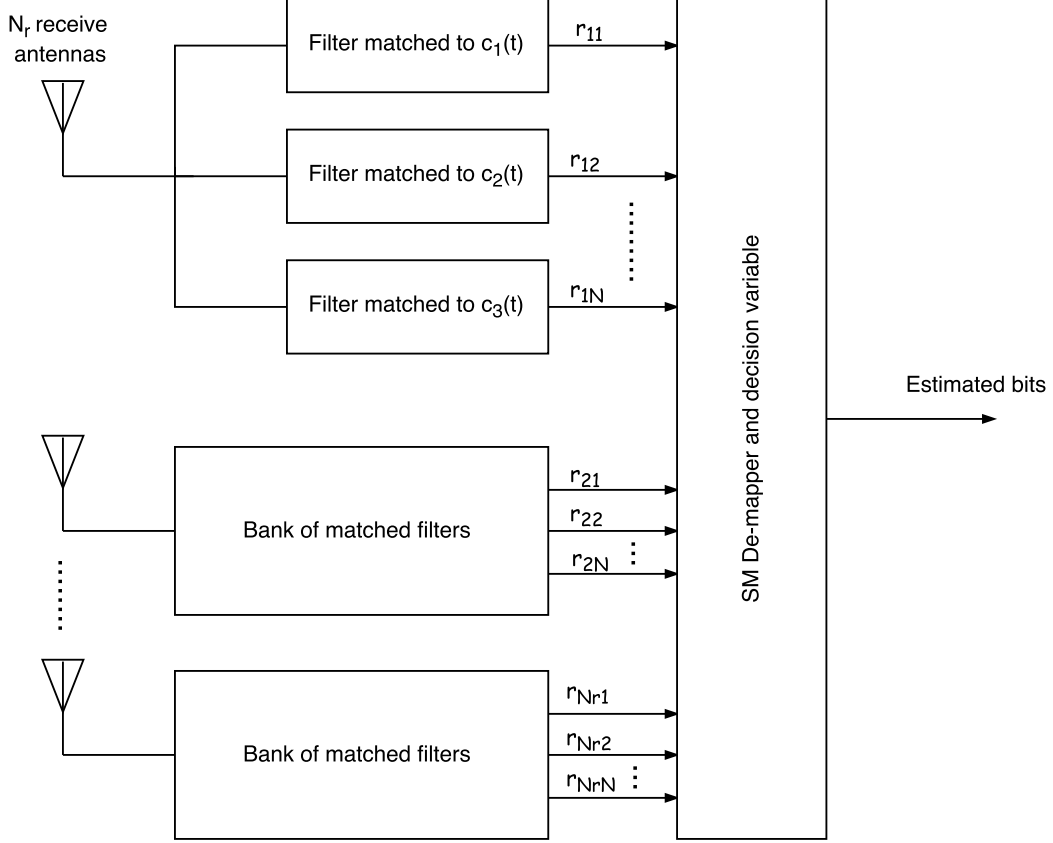 N_r receive
antennas
Filter matched to c_1(t)
r_11
Filter matched to c_2(t)
r_12
Filter matched to c_3(t)
r_1N
SM De-mapper and decision variable
Estimated bits
Bank of matched filters
r_21
r_22
r_2N
Bank of matched filters
r_Nr1
r_Nr2
r_NrN